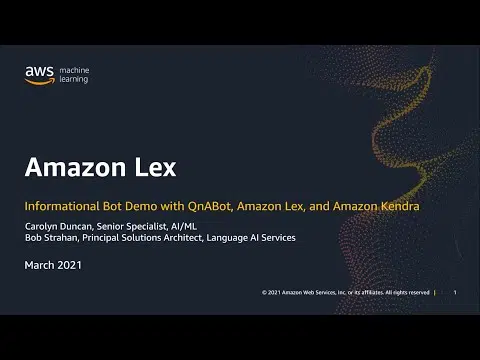 aws machine
learning
Amazon Lex
Informational Bot Demo with QnABot, Amazon Lex, and Amazon Kendra
Carolyn Duncan, Senior Specialist, AI/ML
Bob Strahan, Principal Solutions Architect, Language AI Services
March 2021
© 2021 Amazon Web Services, Inc. or its affiliates. All rights reserved | 1